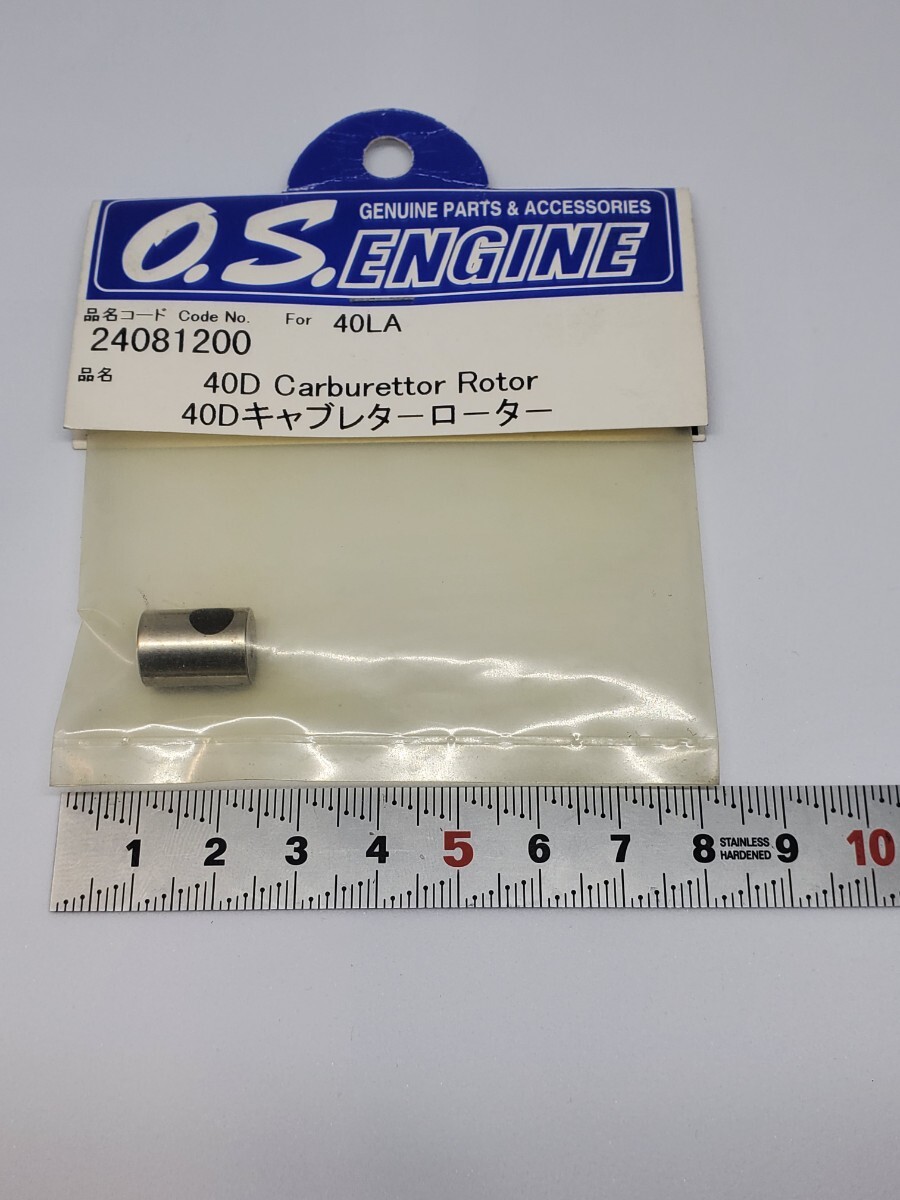 GENUINE PARTS & ACCESSORIES
O.S.ENGINE
品名コード Code No. For 40LA
24081200
品名 40D Carburettor Rotor
40Dキャブレターローター
1 2 3 4 5 6 7 8 STAINLESS HARDENED 9 10